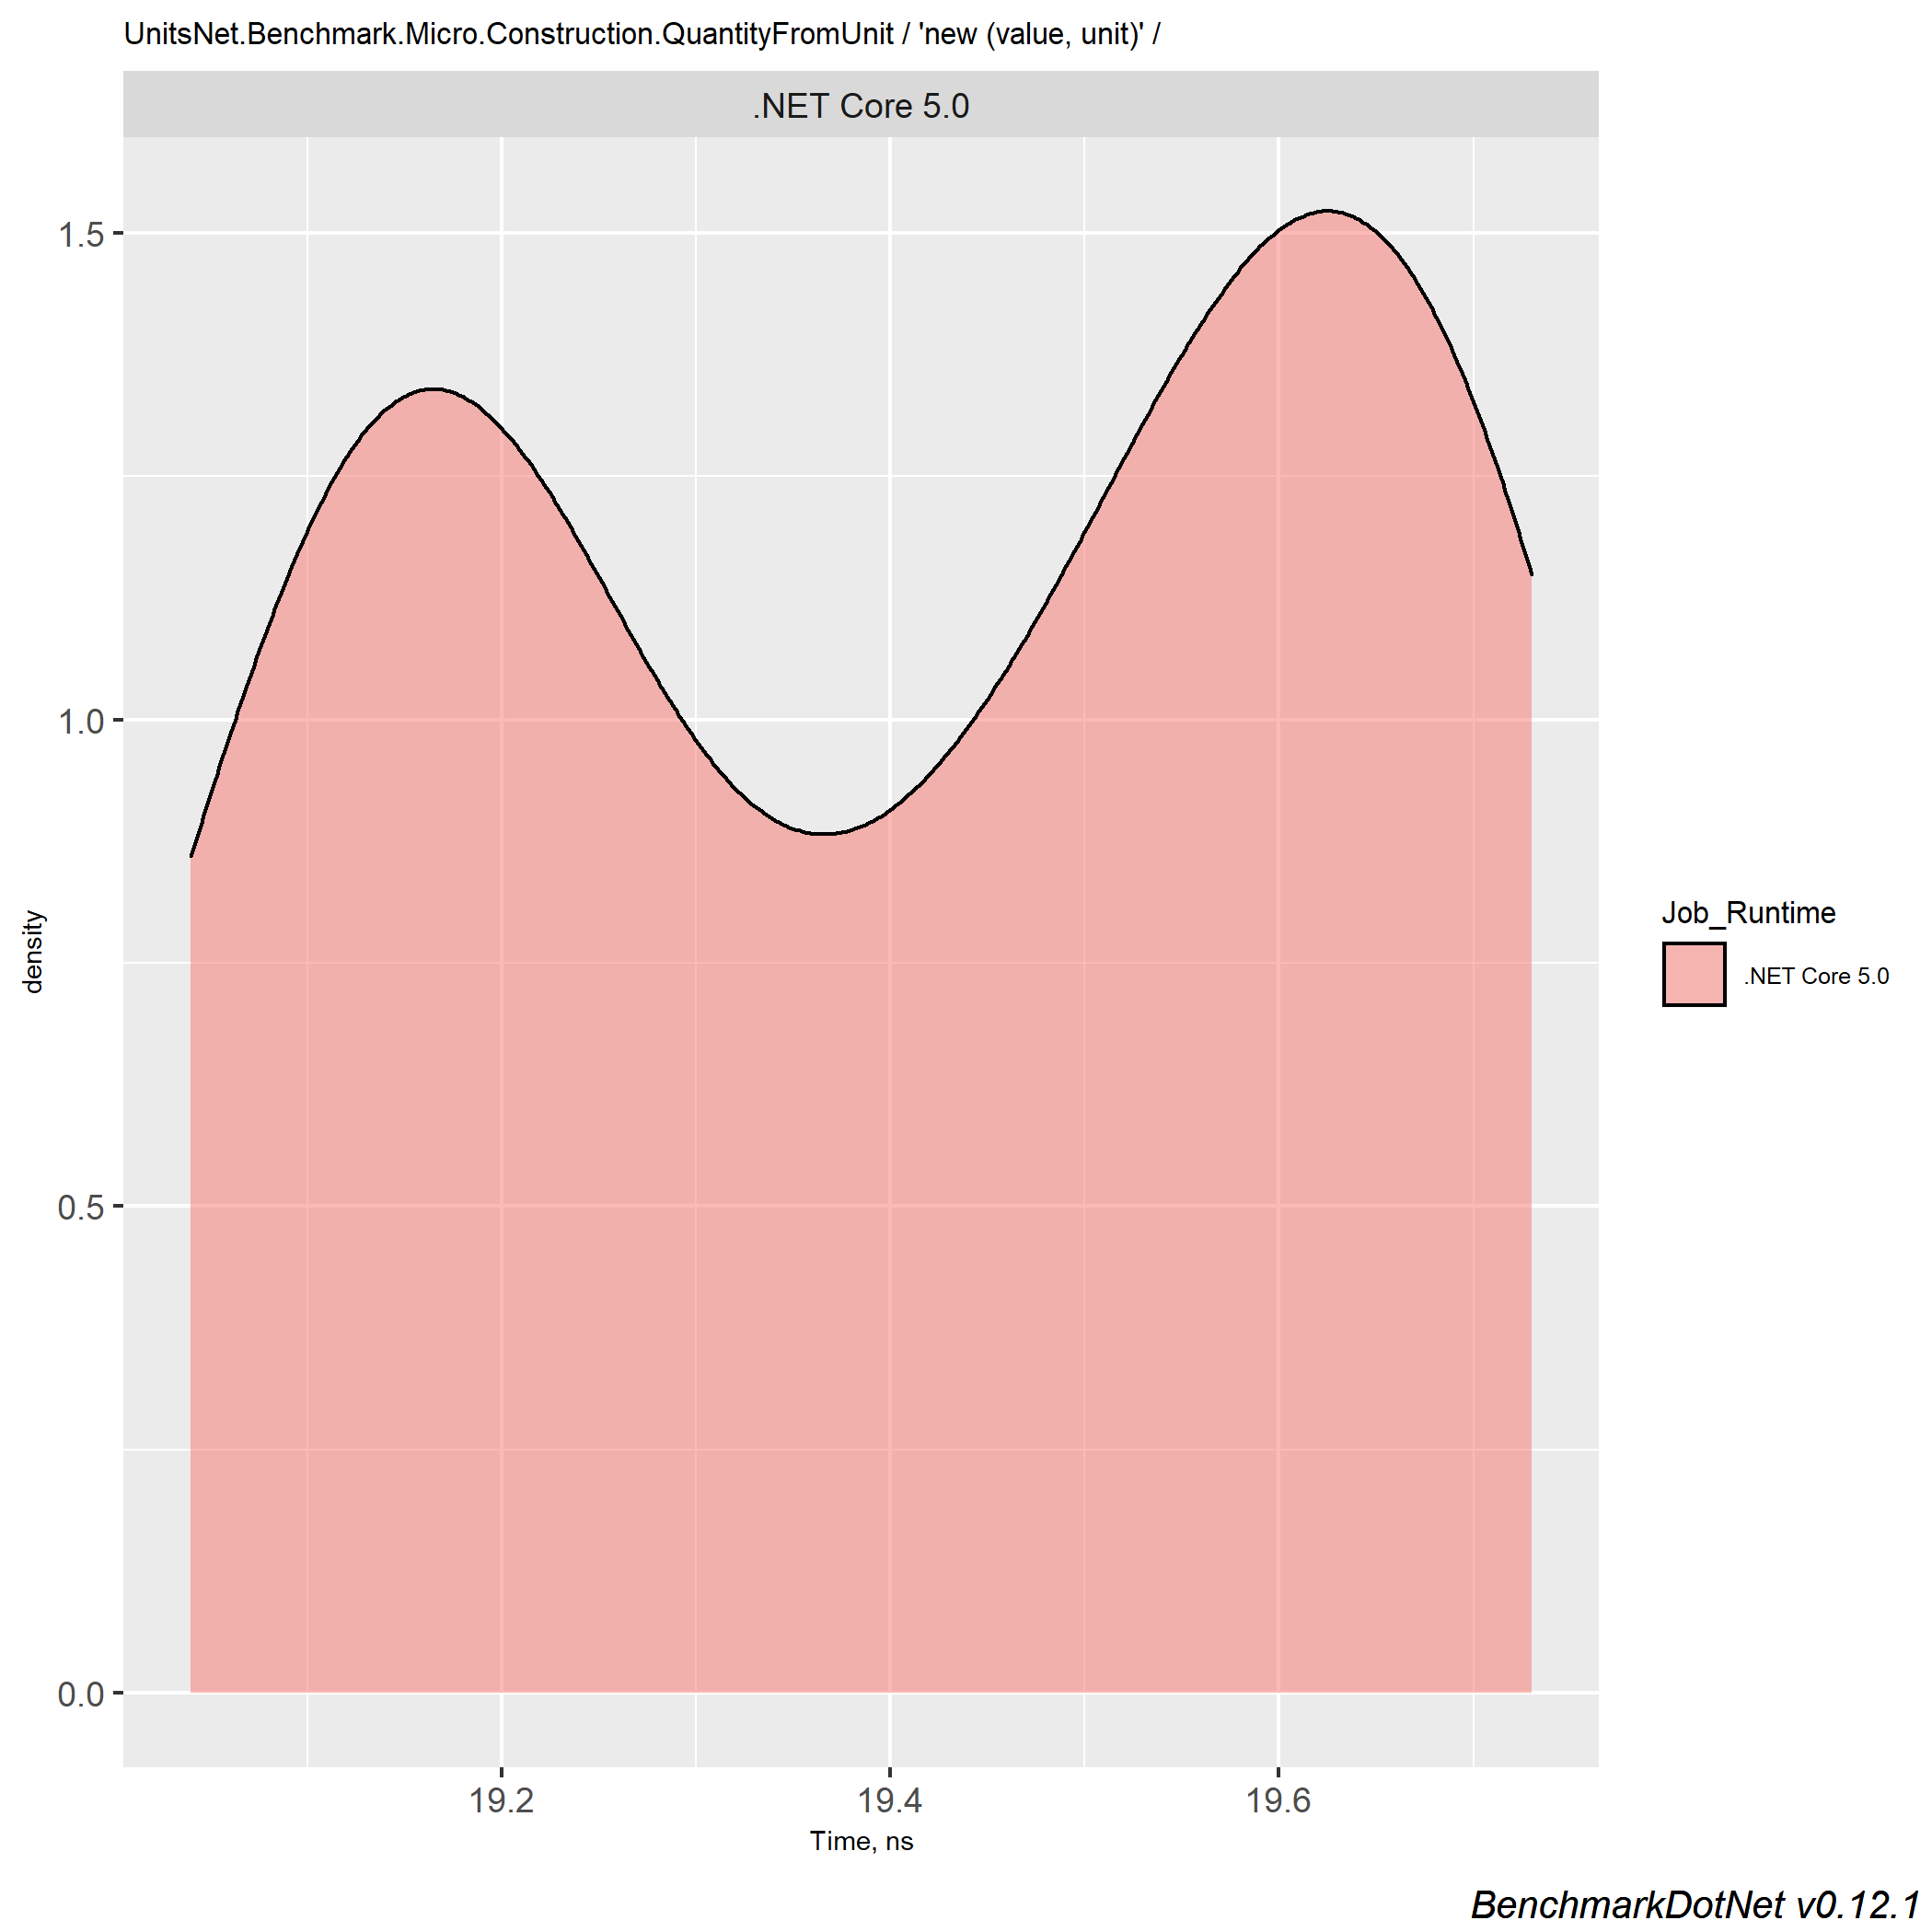 UnitsNet.Benchmark.Micro.Construction.QuantityFromUnit / 'new (value, unit)' /
.NET Core 5.0
1.5
1.0
0.5
0.0
density
19.2
19.4
19.6
Time, ns
Job_Runtime
.NET Core 5.0
BenchmarkDotNet v0.12.1